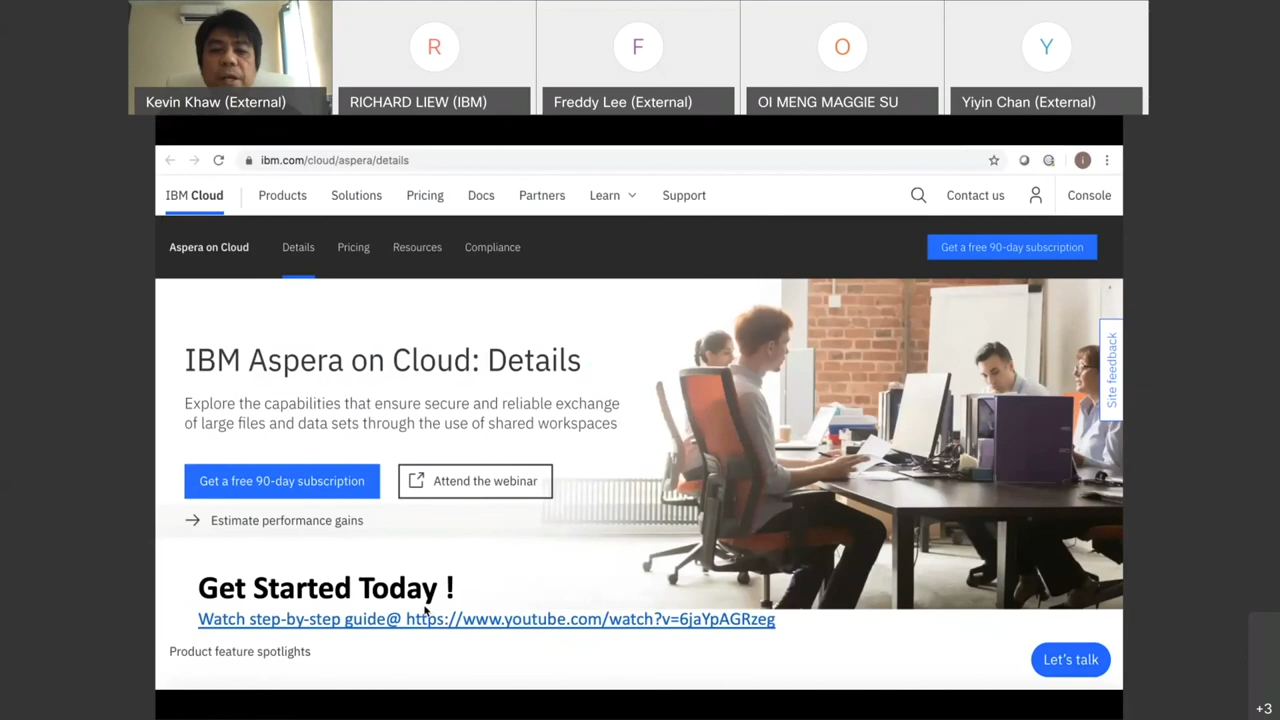 R
F
O
Y
Kevin Khaw (External)
RICHARD LIEW (IBM)
Freddy Lee (External)
OI MENG MAGGIE SU
Yiyin Chan (External)
ibm.com/cloud/aspera/details
i
IBM Cloud
Products
Solutions
Pricing
Docs
Partners
Learn
Support
Contact us
Console
Aspera on Cloud
Details
Pricing
Resources
Compliance
Get a free 90-day subscription
Site feedback
IBM Aspera on Cloud: Details
Explore the capabilities that ensure secure and reliable exchange
of large files and data sets through the use of shared workspaces
Get a free 90-day subscription
Attend the webinar
Estimate performance gains
Get Started Today !
Watch step-by-step guide@ https://www.youtube.com/watch?v=6jaYpAGRzeg
Product feature spotlights
Let's talk
+3